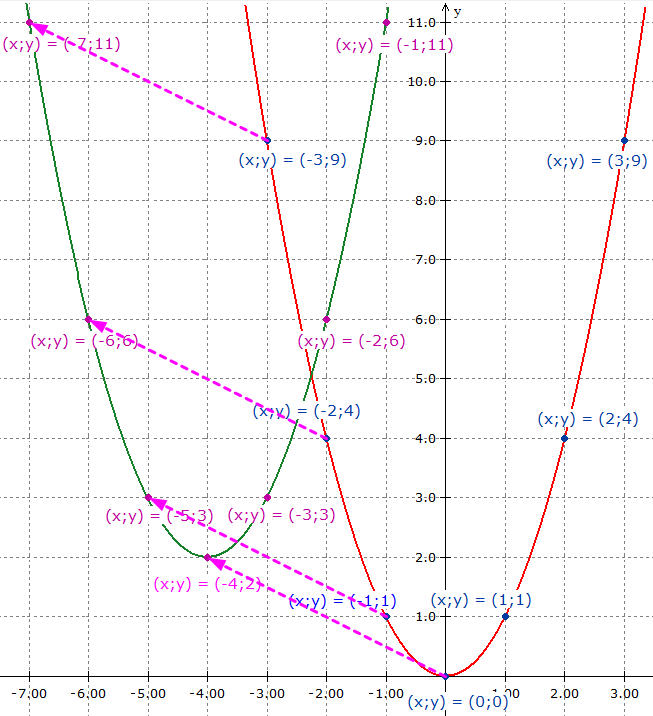 y
11.0
(x;y) = (-7;11)
(x;y) = (-1;11)
10.0
9.0
(x;y) = (-3;9)
(x;y) = (3;9)
8.0
7.0
6.0
(x;y) = (-6;6)
(x;y) = (-2;6)
5.0
(x;y) = (-2;4)
(x;y) = (2;4)
4.0
3.0
(x;y) = (-5;3)
(x;y) = (-3;3)
2.0
(x;y) = (-4;2)
(x;y) = (-1;1)
(x;y) = (1;1)
1.0
-7.00 -6.00 -5.00 -4.00 -3.00 -2.00 -1.00 1.00 2.00 3.00
(x;y) = (0;0)